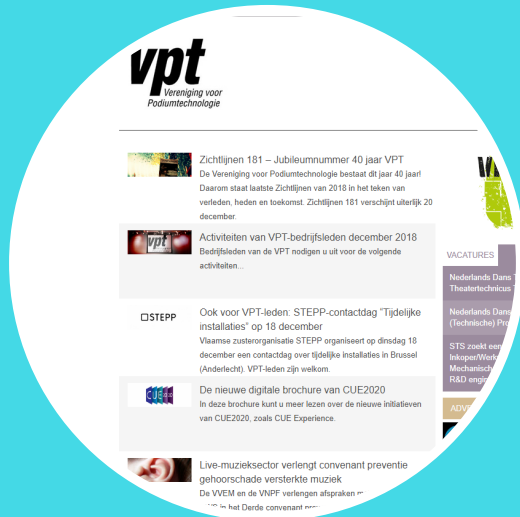 vpt
Vereniging voor
Podiumtechnologie
Zichtlijnen 181 – Jubileumnummer 40 jaar VPT
De Vereniging voor Podiumtechnologie bestaat dit jaar 40 jaar!
Daarom staat laatste Zichtlijnen van 2018 in het teken van
verleden, heden en toekomst. Zichtlijnen 181 verschijnt uiterlijk 20
december.
vpt
Activiteiten van VPT-bedrijfsleden december 2018
Bedrijfsleden van de VPT nodigen u uit voor de volgende
activiteiten...
STEPP
Ook voor VPT-leden: STEPP-contactdag "Tijdelijke
installaties" op 18 december
Vlaamse zusterorganisatie STEPP organiseert op dinsdag 18
december een contactdag over tijdelijke installaties in Brussel
(Anderlecht). VPT-leden zijn welkom.
CUE
De nieuwe digitale brochure van CUE2020
In deze brochure kunt u meer lezen over de nieuwe initiatieven
van CUE2020, zoals CUE Experience.
Live-muzieksector verlengt convenant preventie
gehoorschade versterkte muziek
De VVEM en de VNPF verlengen afspraken
in het Derde convenant
VACATURES
Nederlands Dans
Theatertechnicus
Nederlands Dans
(Technische)
STS zoekt een
Mechanisch
R&D